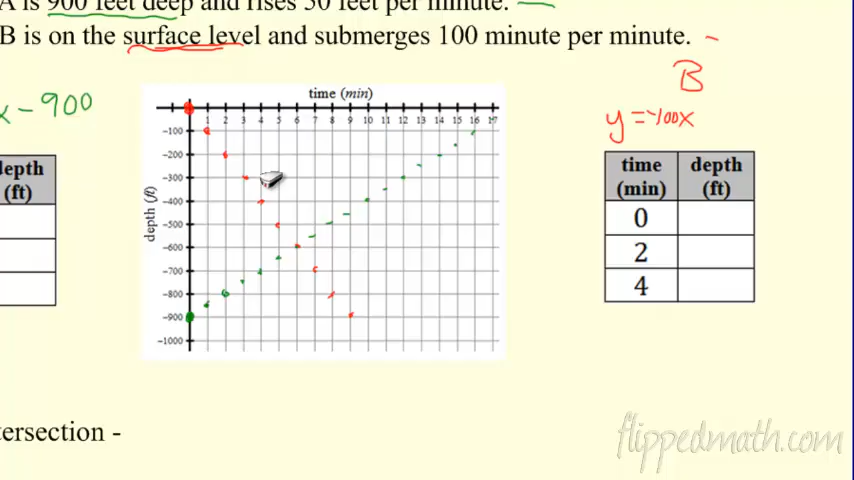 A is 900 feet deep and rises 50 feet per minute.
B is on the surface level and submerges 100 minute per minute.
x - 900
B
y = -100x
time (min)
1 2 3 4 5 6 7 8 9 10 11 12 13 14 15 16 17
depth (ft)
-100
-200
-300
-400
-500
-600
-700
-800
-900
-1000
depth
(ft)
time (min) depth (ft)
0
2
4
tersection -
flippedmath.com